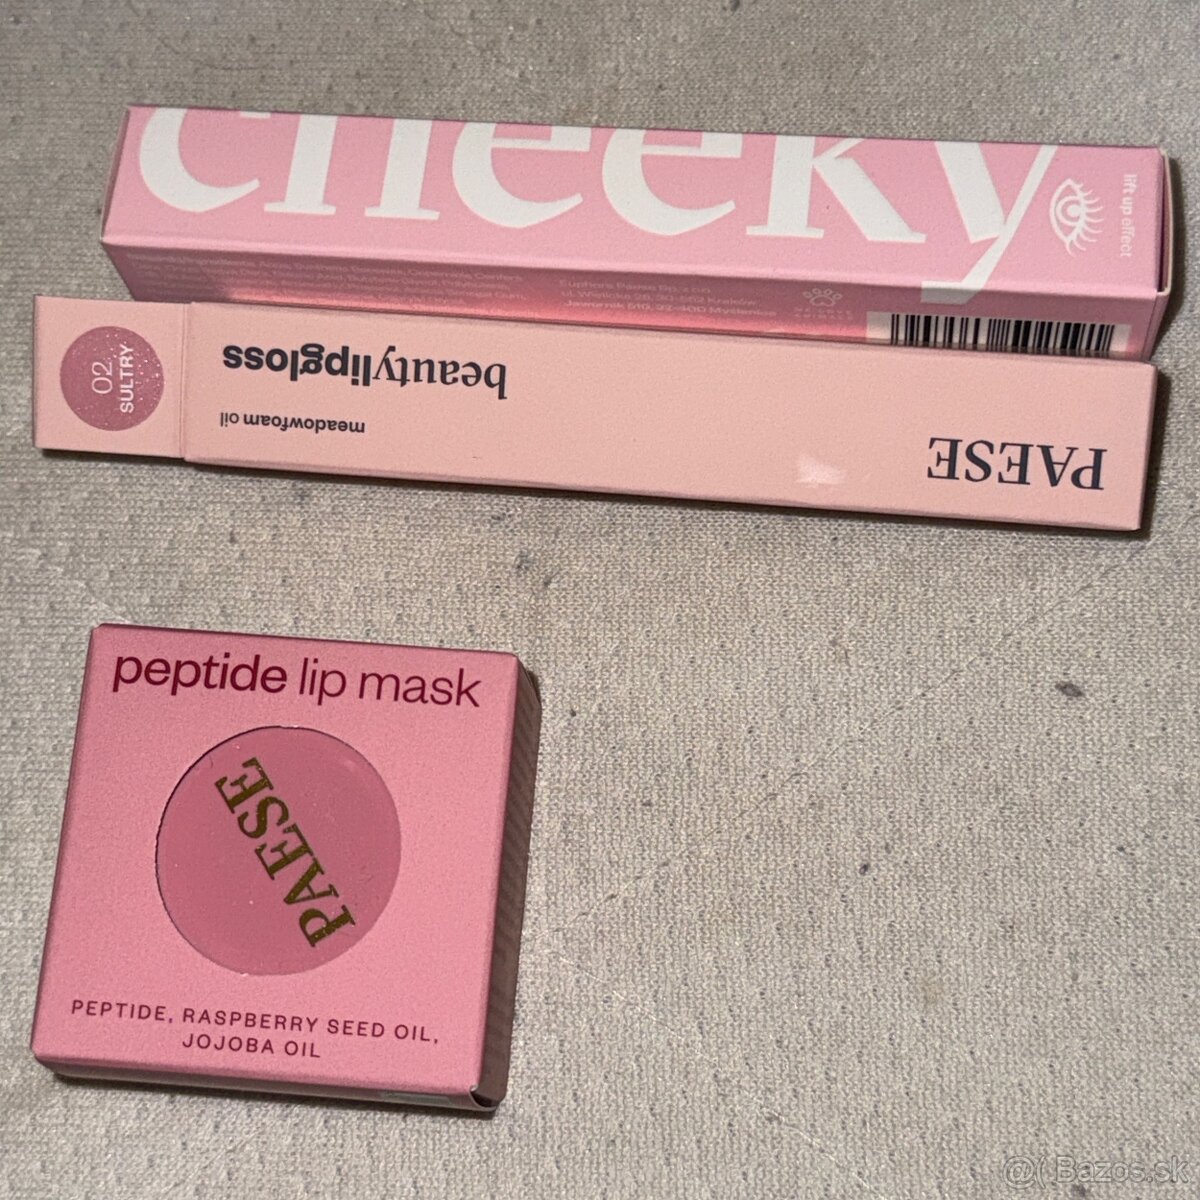 cheeky
lift up effect
Euphora Paese Sp. z o.o.
02
SULTRY
beautylipgloss
meadowfoam oil
PAESE
peptide lip mask
PAESE
PEPTIDE, RASPBERRY SEED OIL,
JOJOBA OIL
@( Bazos.sk